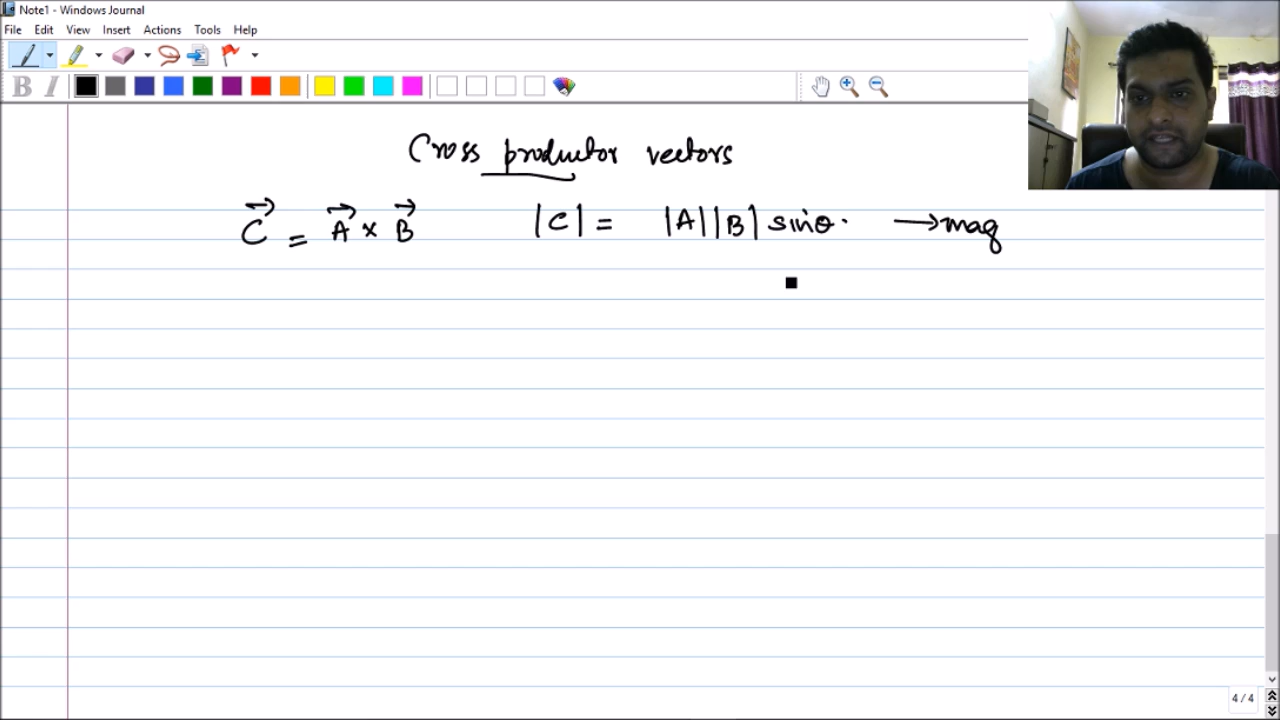 Note1 - Windows Journal
File Edit View Insert Actions Tools Help
B I
Cross productor vectors
C⃗ = A⃗ × B⃗ |C| = |A||B| sinθ. → mag
4 / 4